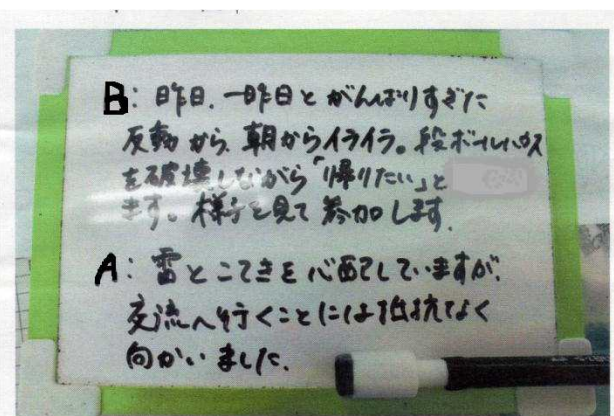 B: 昨日、一昨日とがんばりすぎた
反動から、朝からイライラ。段ボールハウス
を破壊しながら「帰りたい」と
きす。様子を見て参加します。
A: 雷とこてきを心配していますが、
交流へ行くことには抵抗なく
向かいました。